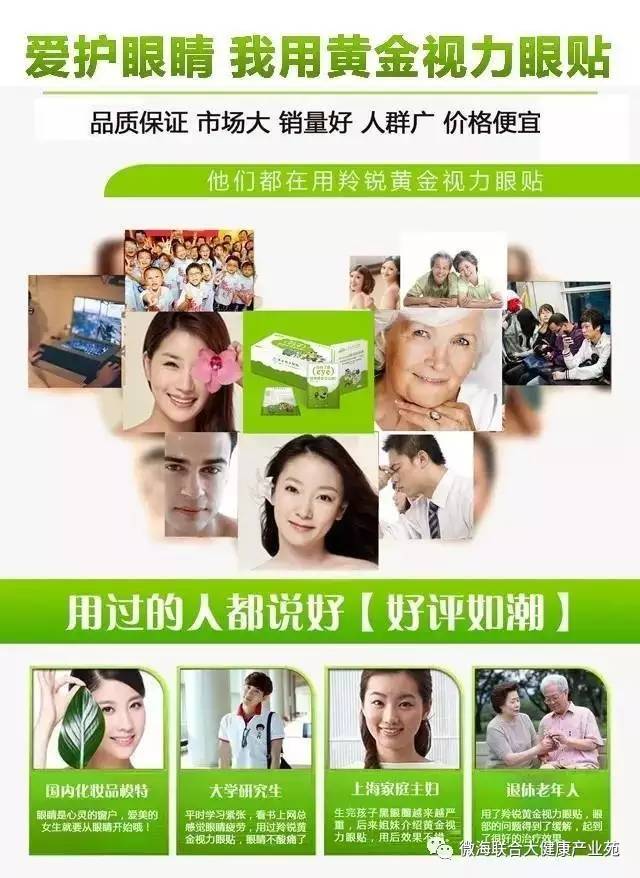 爱护眼睛 我用黄金视力眼贴
品质保证 市场大 销量好 人群广 价格便宜
他们都在用羚锐黄金视力眼贴
(eye)
用过的人都说好【好评如潮】
国内化妆品模特
眼睛是心灵的窗户，爱美的
女生就要从眼睛开始哦！
大学研究生
平时学习紧张，看书上网总
感觉眼睛疲劳，用过羚锐黄
金视力眼贴，眼睛不酸痛了
上海家庭主妇
生完孩子黑眼圈越来越严
重，后来姐妹介绍黄金视
力眼贴，用后效果不错
退休老年人
用了羚锐黄金视力眼贴，眼
部的问题得到了缓解，起到
了很好的治疗效果
微海联合大健康产业苑